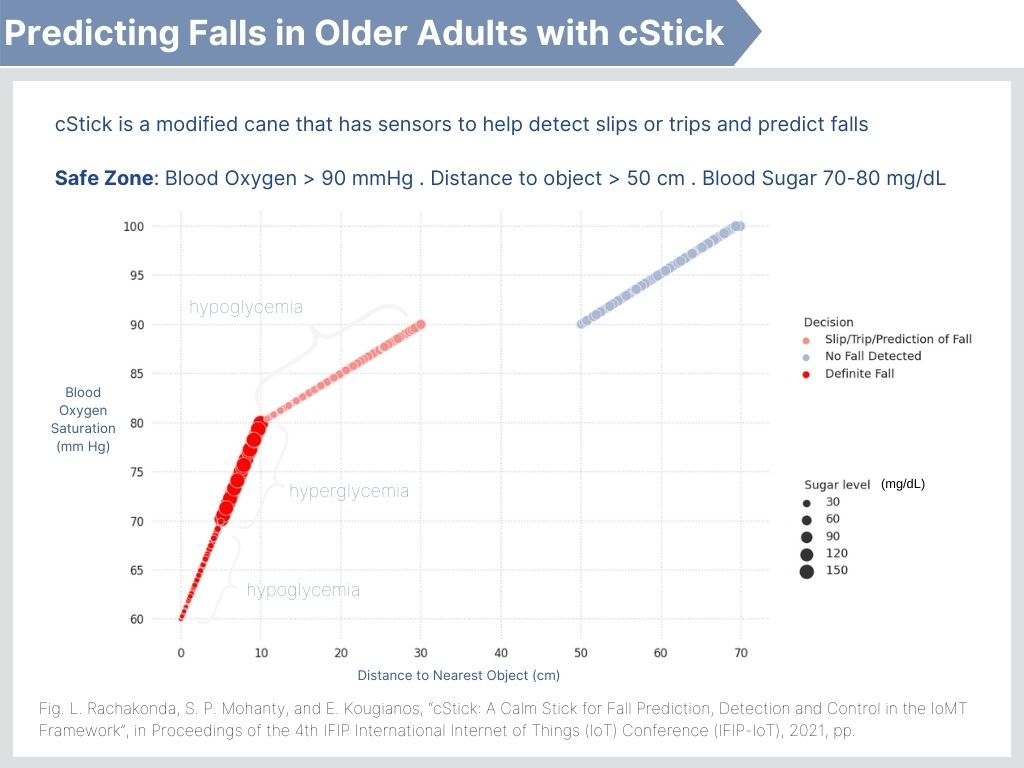 Predicting Falls in Older Adults with cStick
cStick is a modified cane that has sensors to help detect slips or trips and predict falls
Safe Zone: Blood Oxygen > 90 mmHg . Distance to object > 50 cm . Blood Sugar 70-80 mg/dL
100
95
90
85
80
75
70
65
60
Blood
Oxygen
Saturation
(mm Hg)
hypoglycemia
hyperglycemia
hypoglycemia
0 10 20 30 40 50 60 70
Distance to Nearest Object (cm)
Decision
Slip/Trip/Prediction of Fall
No Fall Detected
Definite Fall
Sugar level (mg/dL)
30
60
90
120
150
Fig. L. Rachakonda, S. P. Mohanty, and E. Kougianos, “cStick: A Calm Stick for Fall Prediction, Detection and Control in the IoMT
Framework”, in Proceedings of the 4th IFIP International Internet of Things (IoT) Conference (IFIP-IoT), 2021, pp.